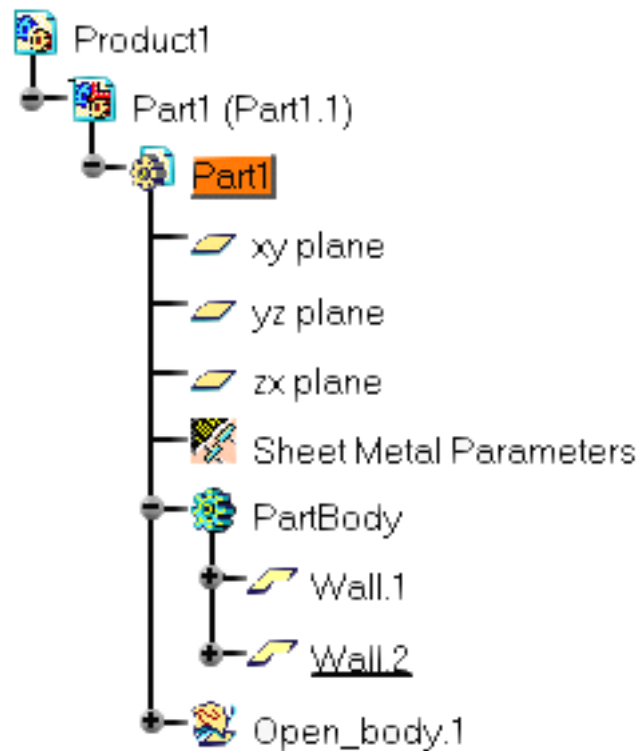 Product1
Part1 (Part1.1)
Part1
xy plane
yz plane
zx plane
Sheet Metal Parameters
PartBody
Wall.1
Wall.2
Open_body.1